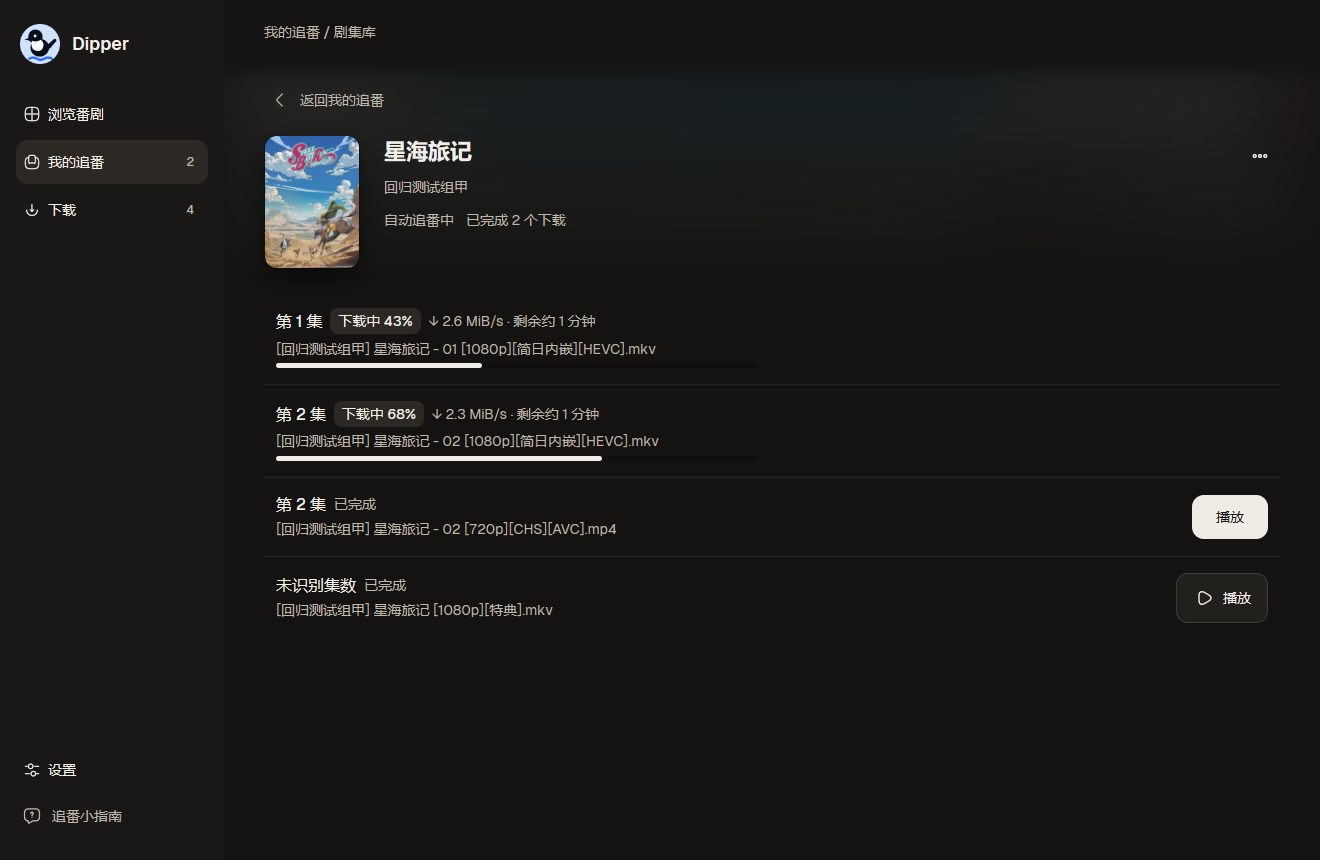 Dipper
浏览番剧
我的追番 2
下载 4
设置
追番小指南
我的追番 / 剧集库
返回我的追番
星海旅记
回归测试组甲
自动追番中 已完成 2 个下载
第 1 集 下载中 43% ↓ 2.6 MiB/s · 剩余约 1 分钟
[回归测试组甲] 星海旅记 - 01 [1080p][简日内嵌][HEVC].mkv
第 2 集 下载中 68% ↓ 2.3 MiB/s · 剩余约 1 分钟
[回归测试组甲] 星海旅记 - 02 [1080p][简日内嵌][HEVC].mkv
第 2 集 已完成
[回归测试组甲] 星海旅记 - 02 [720p][CHS][AVC].mp4
播放
未识别集数 已完成
[回归测试组甲] 星海旅记 [1080p][特典].mkv
播放